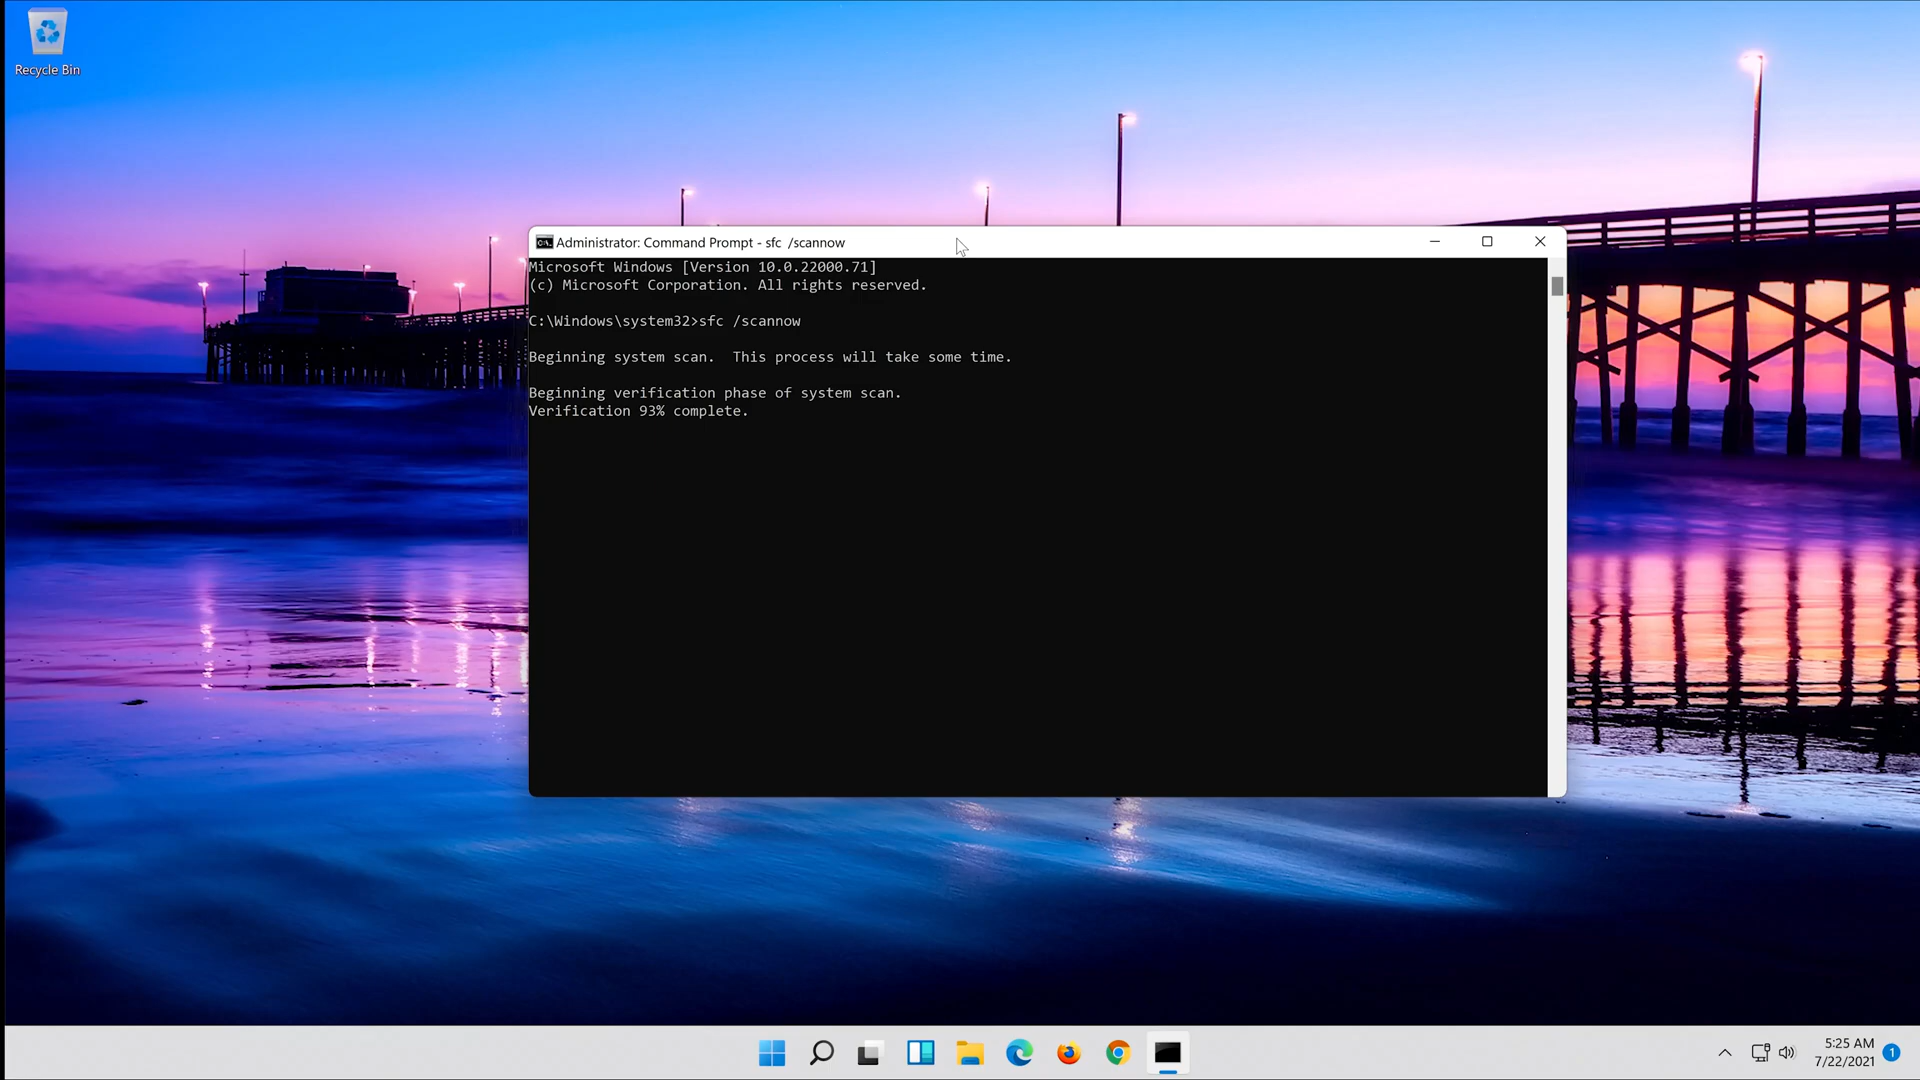 Recycle Bin
Administrator: Command Prompt - sfc  /scannow
Microsoft Windows [Version 10.0.22000.71]
(c) Microsoft Corporation. All rights reserved.
C:\Windows\system32>sfc /scannow
Beginning system scan.  This process will take some time.
Beginning verification phase of system scan.
Verification 93% complete.
5:25 AM
7/22/2021
1